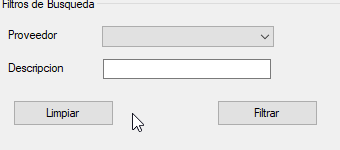 Filtros de Busqueda
Proveedor
Descripcion
Limpiar
Filtrar